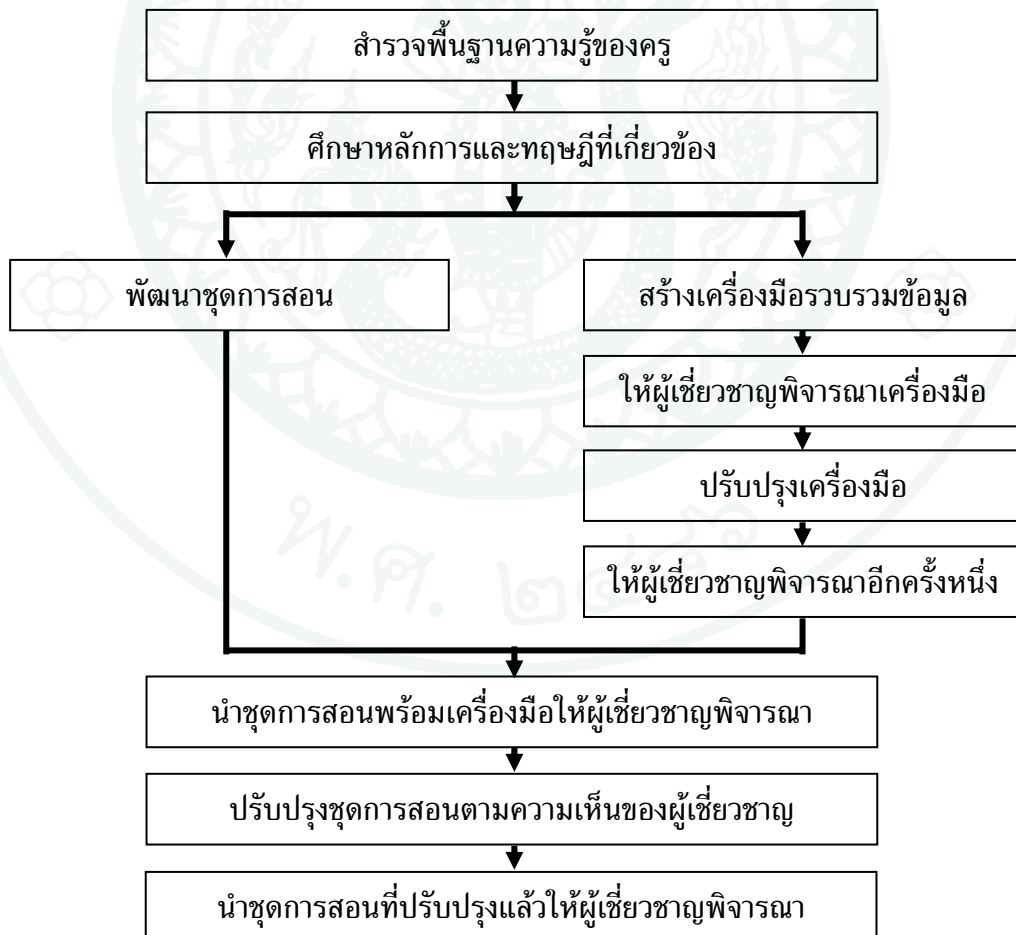 สำรวจพื้นฐานความรู้ของครู
ศึกษาหลักการและทฤษฎีที่เกี่ยวข้อง
พัฒนาชุดการสอน
สร้างเครื่องมือรวบรวมข้อมูล
ให้ผู้เชี่ยวชาญพิจารณาเครื่องมือ
ปรับปรุงเครื่องมือ
ให้ผู้เชี่ยวชาญพิจารณาอีกครั้งหนึ่ง
นำชุดการสอนพร้อมเครื่องมือให้ผู้เชี่ยวชาญพิจารณา
ปรับปรุงชุดการสอนตามความเห็นของผู้เชี่ยวชาญ
นำชุดการสอนที่ปรับปรุงแล้วให้ผู้เชี่ยวชาญพิจารณา
พ.ศ. ๒๔๘๖